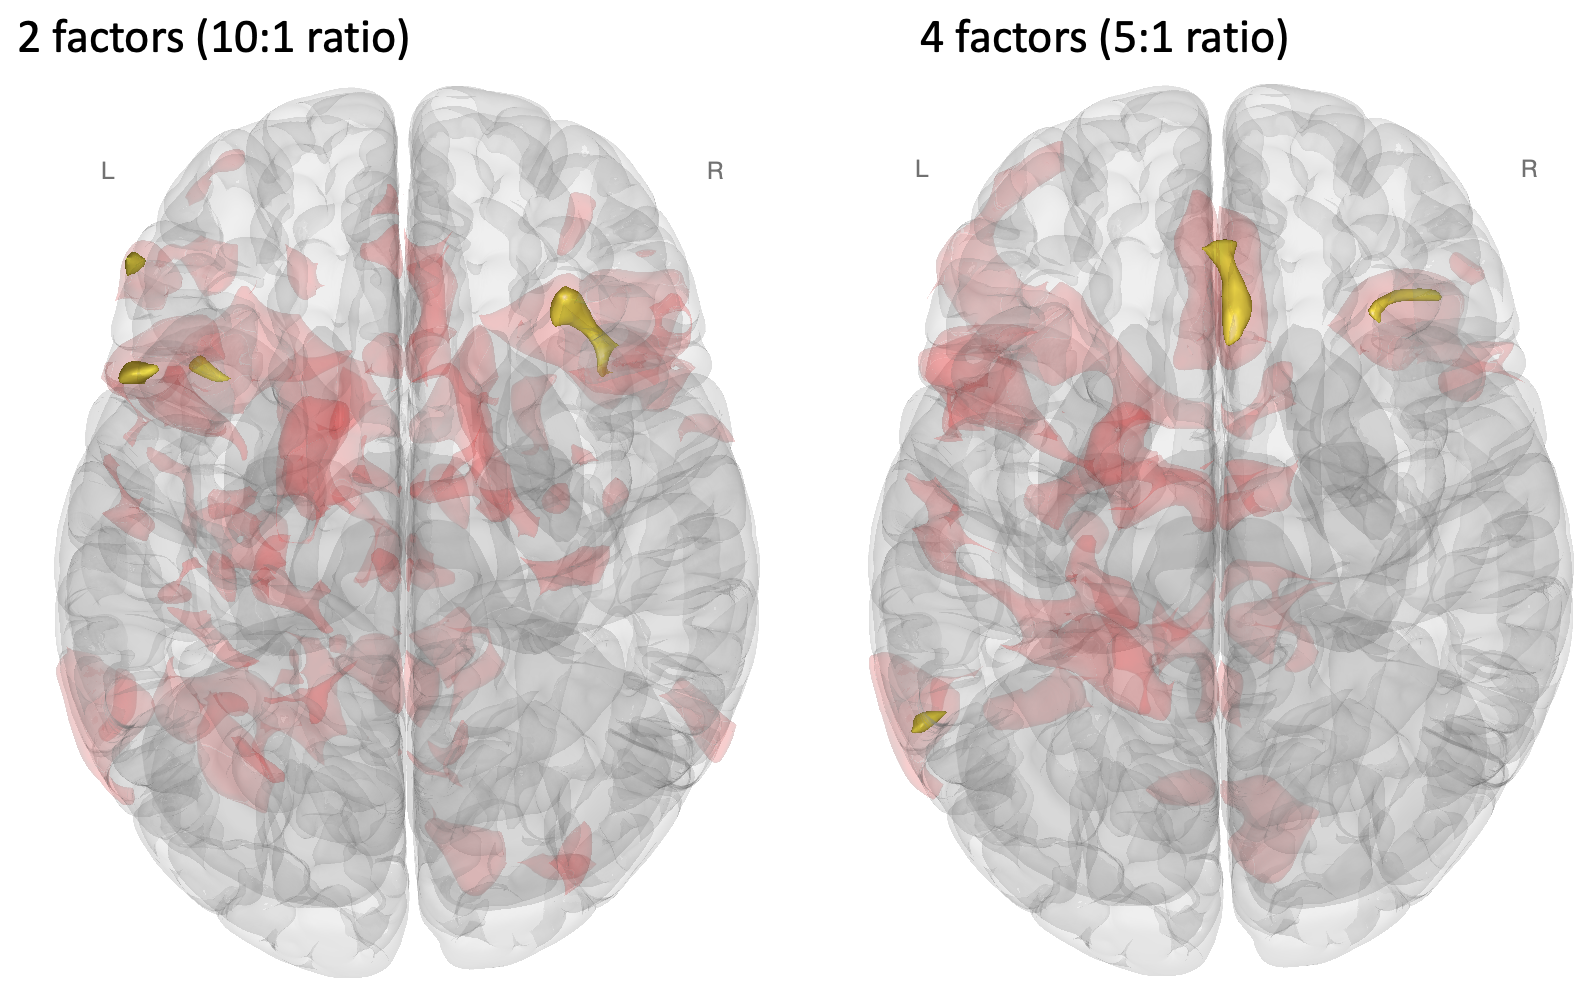 2 factors (10:1 ratio)
4 factors (5:1 ratio)
L
R
L
R